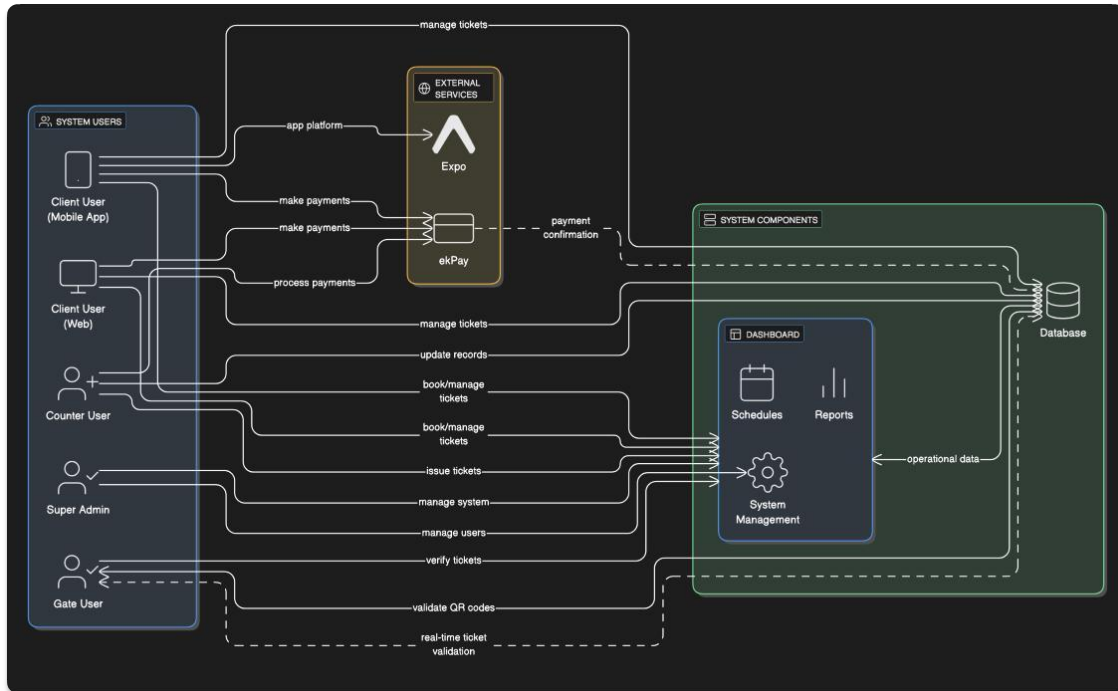 manage tickets
EXTERNAL
SERVICES
SYSTEM USERS
app platform
Expo
Client User
(Mobile App)
make payments
SYSTEM COMPONENTS
payment
confirmation
make payments
ekPay
process payments
Client User
(Web)
manage tickets
Database
DASHBOARD
update records
book/manage
tickets
Counter User
Schedules
Reports
book/manage
tickets
issue tickets
operational data
manage system
Super Admin
System
Management
manage users
verify tickets
Gate User
validate QR codes
real-time ticket
validation